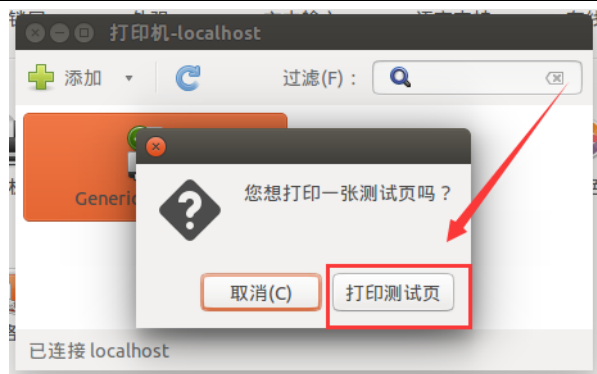 打印机-localhost
添加 过滤(F)：
Generic
您想打印一张测试页吗？
取消(C) 打印测试页
已连接 localhost